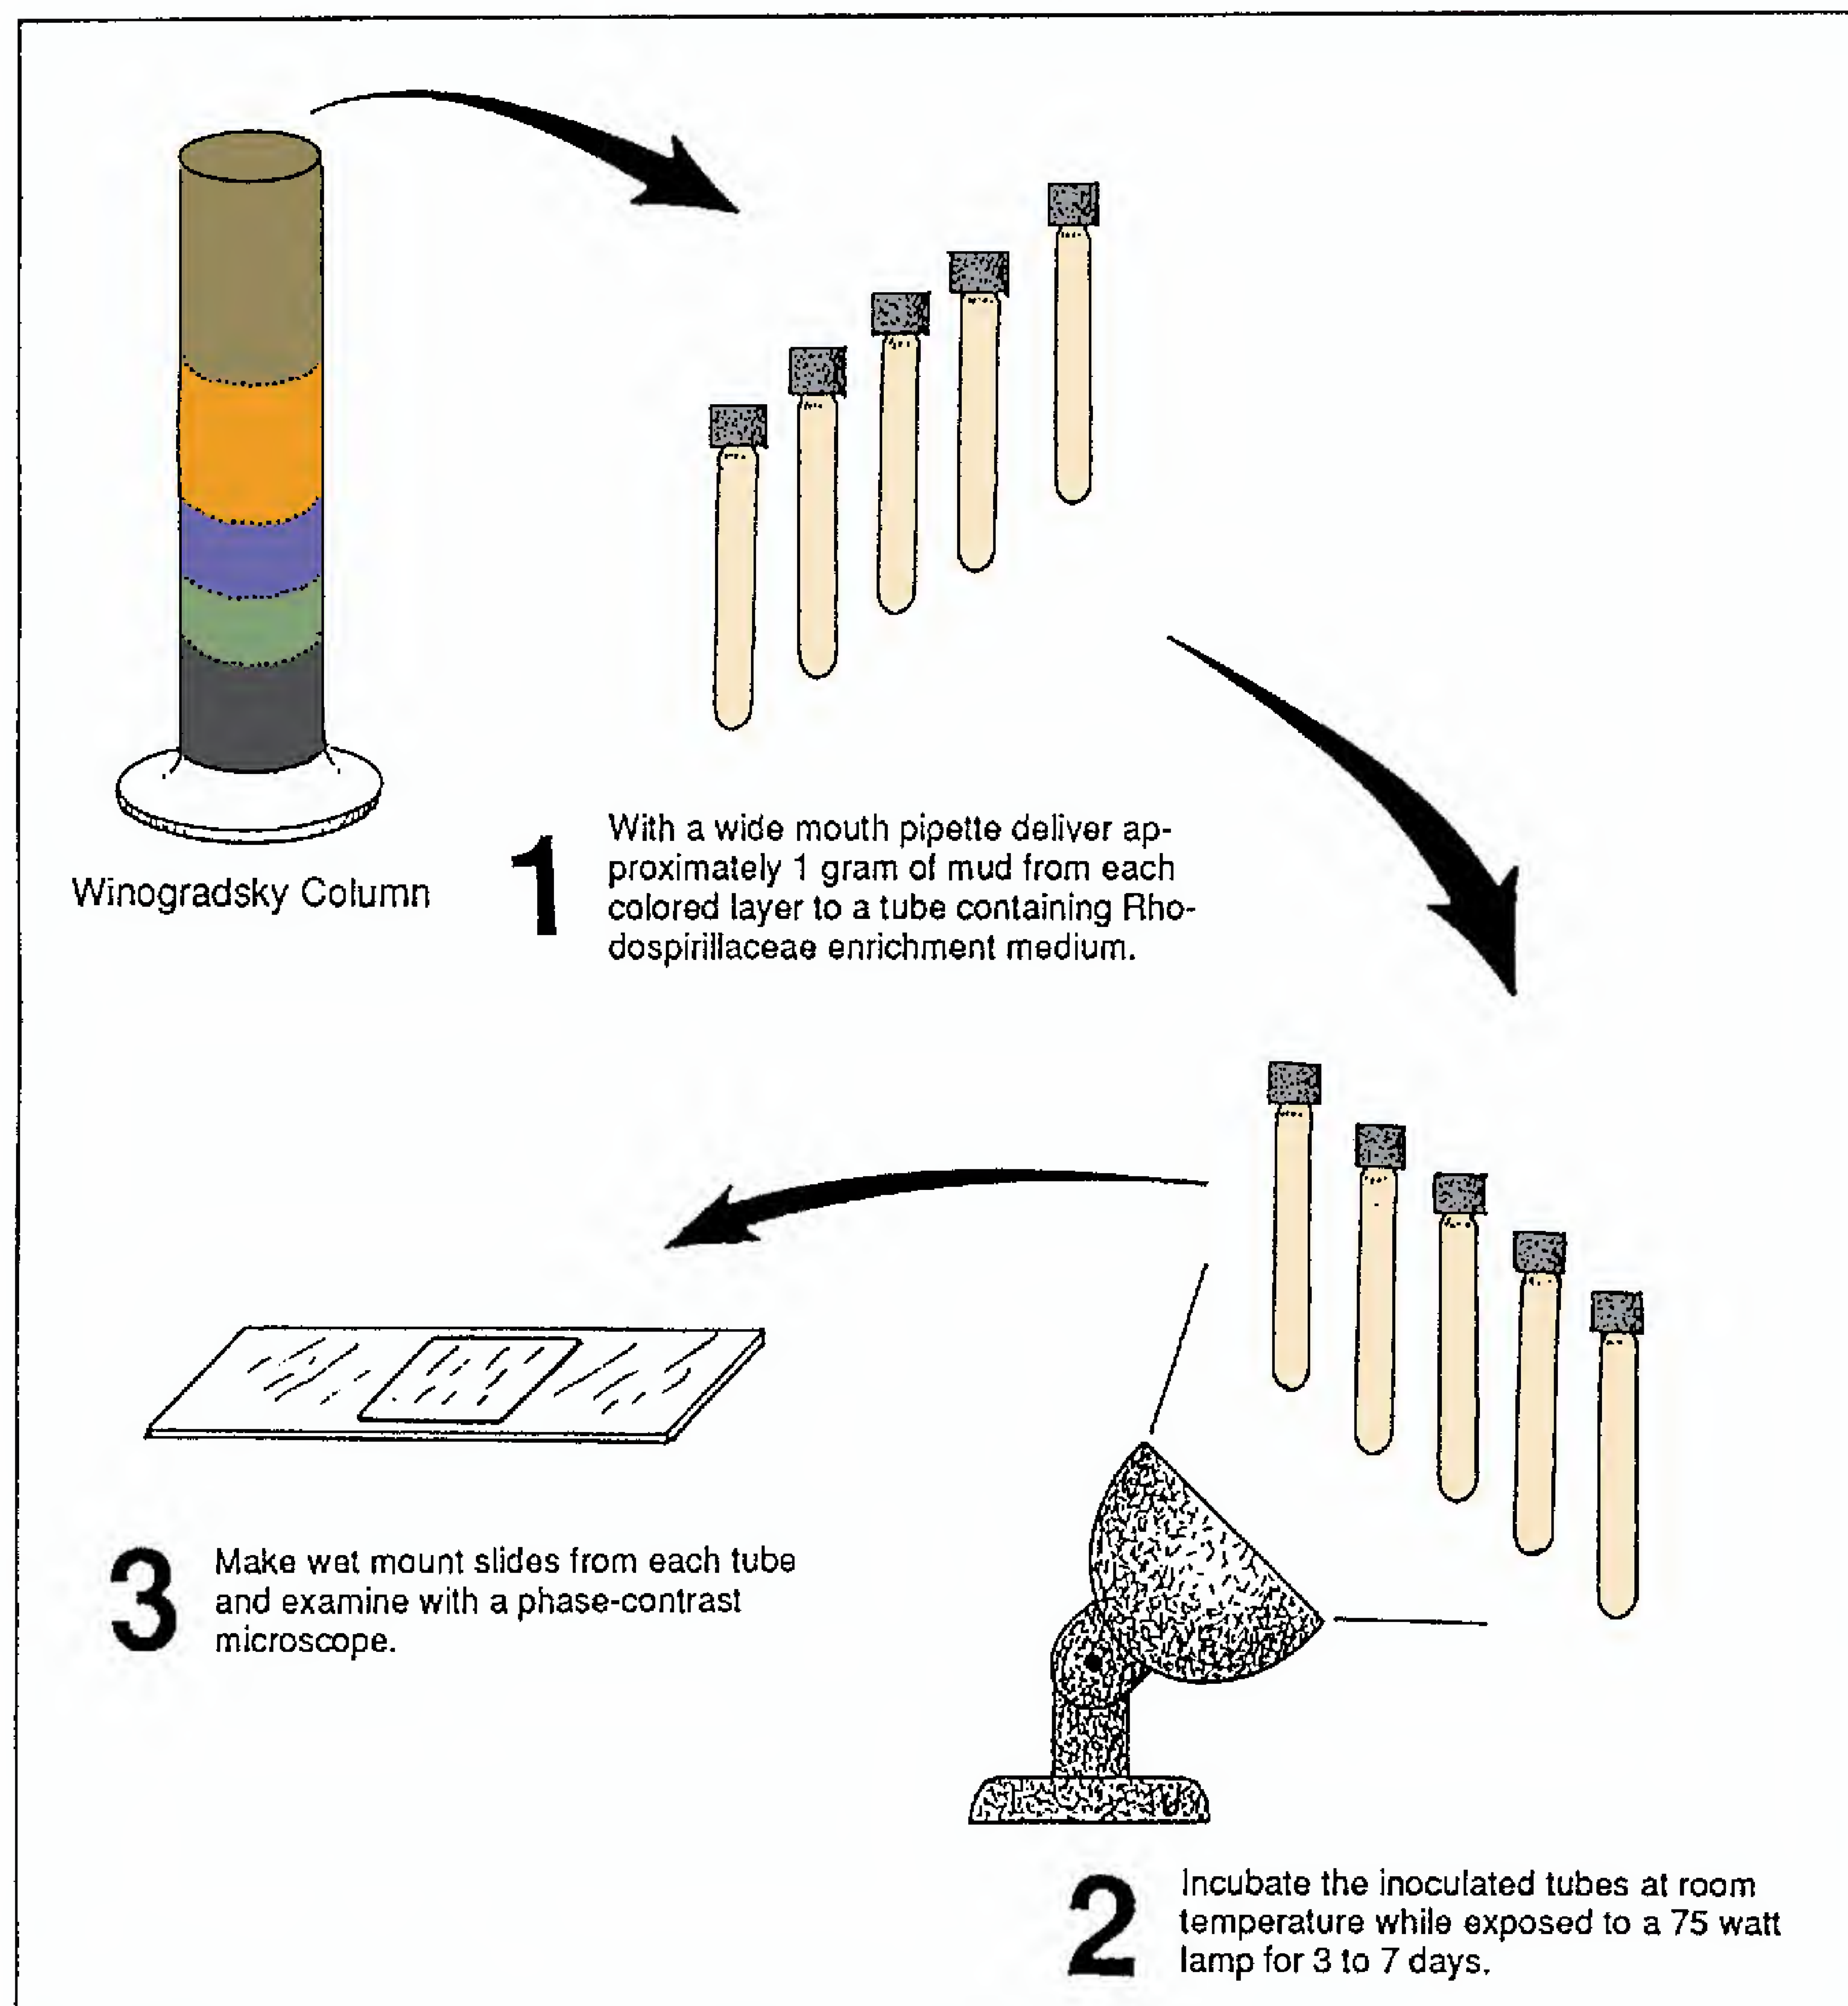 Winogradsky Column
1
With a wide mouth pipette deliver ap-
proximately 1 gram of mud from each
colored layer to a tube containing Rho-
dospirillaceae enrichment medium.
2
Incubate the inoculated tubes at room
temperature while exposed to a 75 watt
lamp for 3 to 7 days.
3
Make wet mount slides from each tube
and examine with a phase-contrast
microscope.